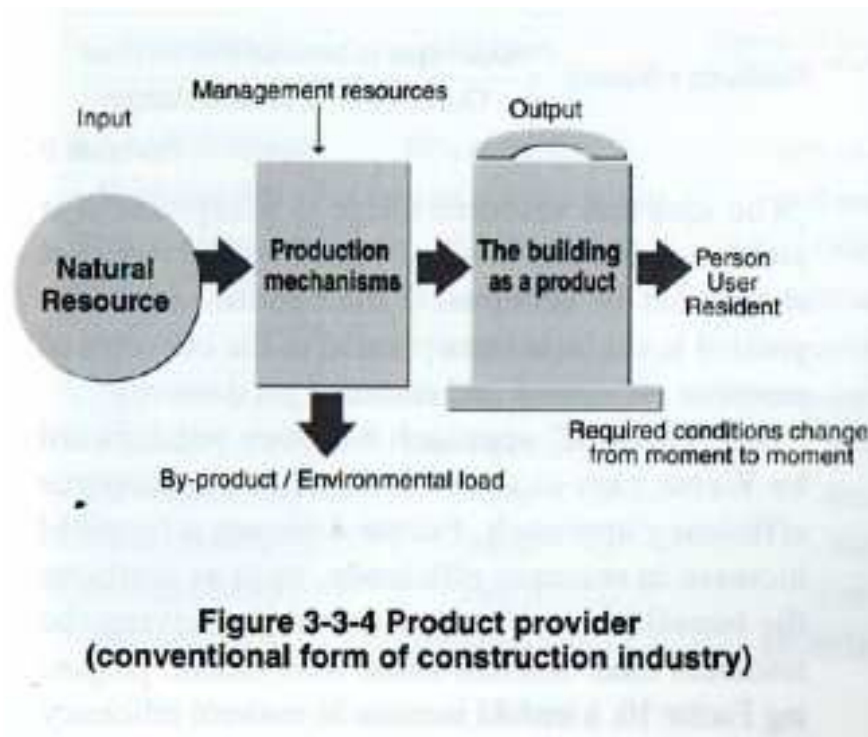 Management resources
Input
Output
Natural
Resource
Production
mechanisms
The building
as a product
Person
User
Resident
By-product / Environmental load
Required conditions change
from moment to moment
Figure 3-3-4 Product provider
(conventional form of construction industry)